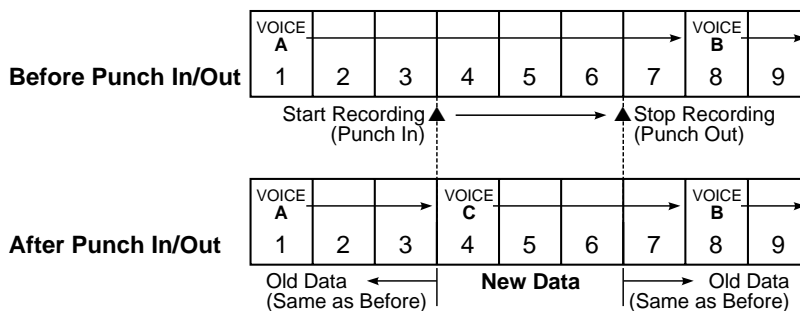 VOICE VOICE
A B
Before Punch In/Out 1 2 3 4 5 6 7 8 9
Start Recording Stop Recording
(Punch In) (Punch Out)
VOICE VOICE VOICE
A C B
After Punch In/Out 1 2 3 4 5 6 7 8 9
Old Data New Data Old Data
(Same as Before) (Same as Before)